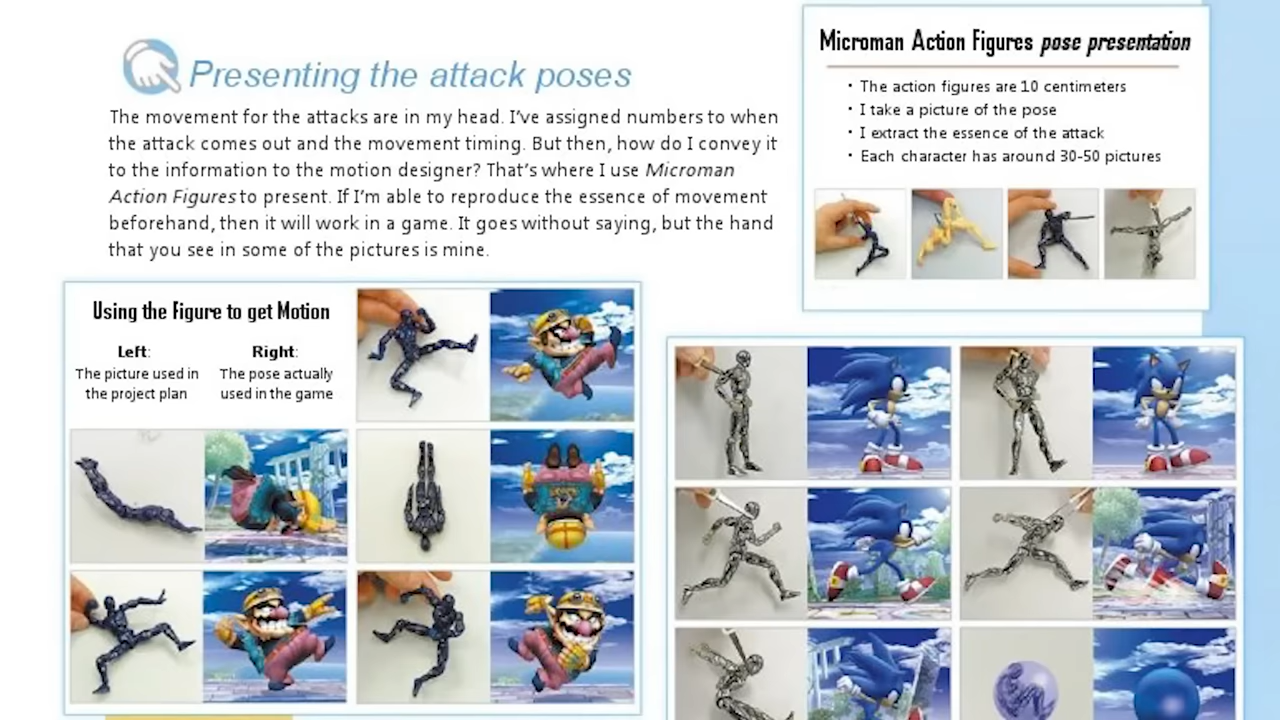 Presenting the attack poses
The movement for the attacks are in my head. I've assigned numbers to when
the attack comes out and the movement timing. But then, how do I convey it
to the information to the motion designer? That's where I use Microman
Action Figures to present. If I'm able to reproduce the essence of movement
beforehand, then it will work in a game. It goes without saying, but the hand
that you see in some of the pictures is mine.
Microman Action Figures pose presentation
· The action figures are 10 centimeters
· I take a picture of the pose
· I extract the essence of the attack
· Each character has around 30-50 pictures
Using the Figure to get Motion
Left:
The picture used in
the project plan
Right:
The pose actually
used in the game